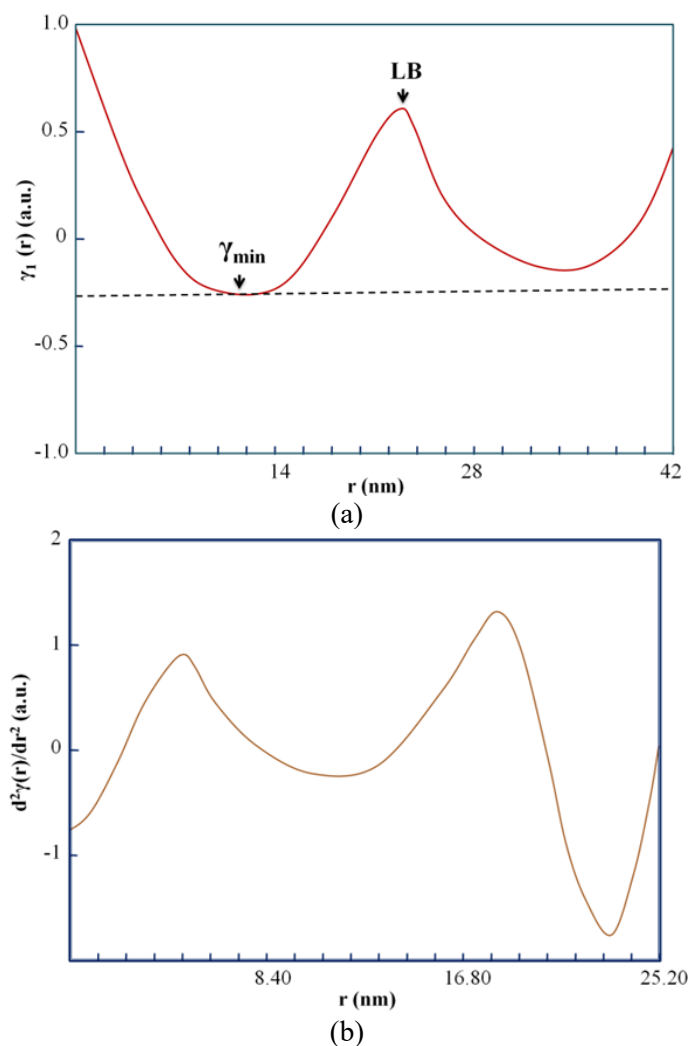 1.0
LB
0.5
γ₁ (r) (a.u.)
0
γmin
-0.5
-1.0
14
28
42
r (nm)
(a)
2
1
d²γ(r)/dr² (a.u.)
0
-1
8.40
16.80
25.20
r (nm)
(b)